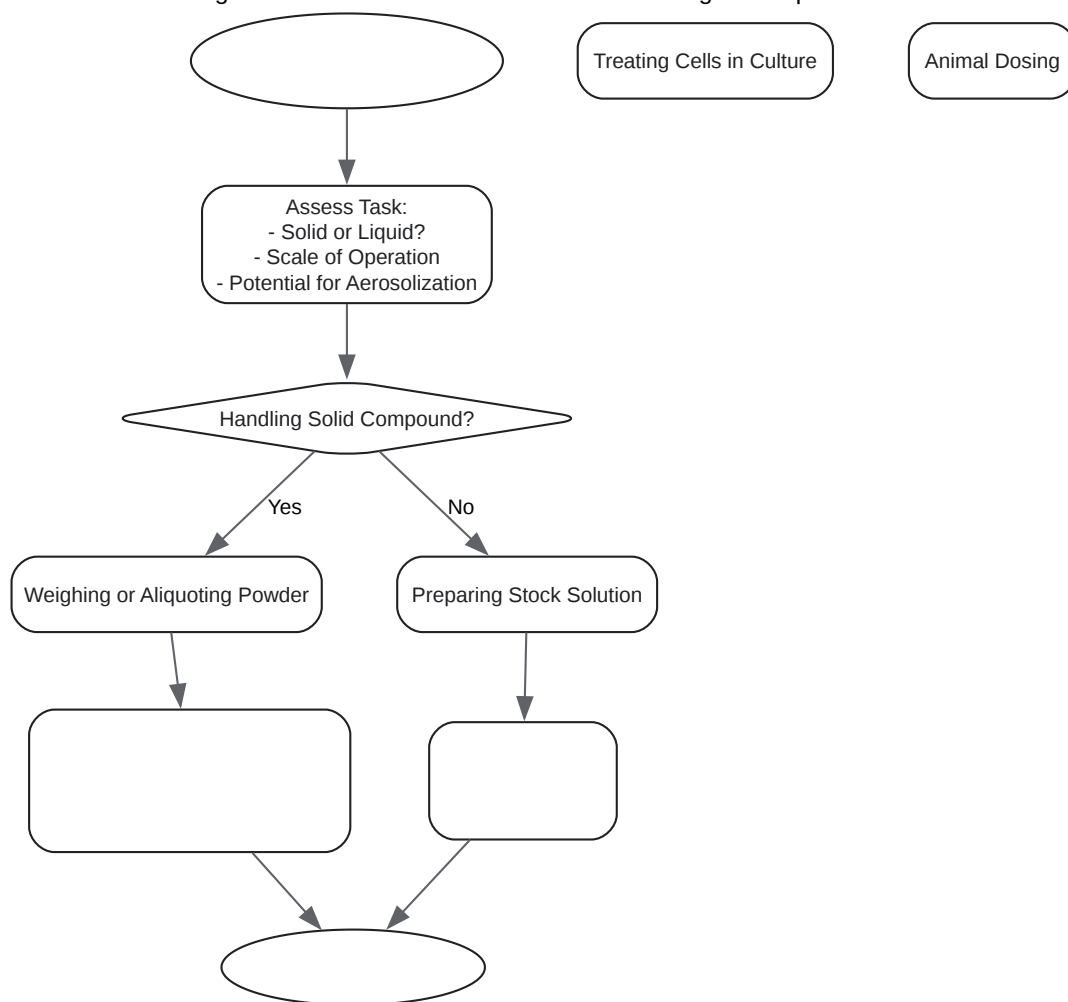 Treating Cells in Culture
Animal Dosing
Assess Task:
- Solid or Liquid?
- Scale of Operation
- Potential for Aerosolization
Handling Solid Compound?
Yes
No
Weighing or Aliquoting Powder
Preparing Stock Solution